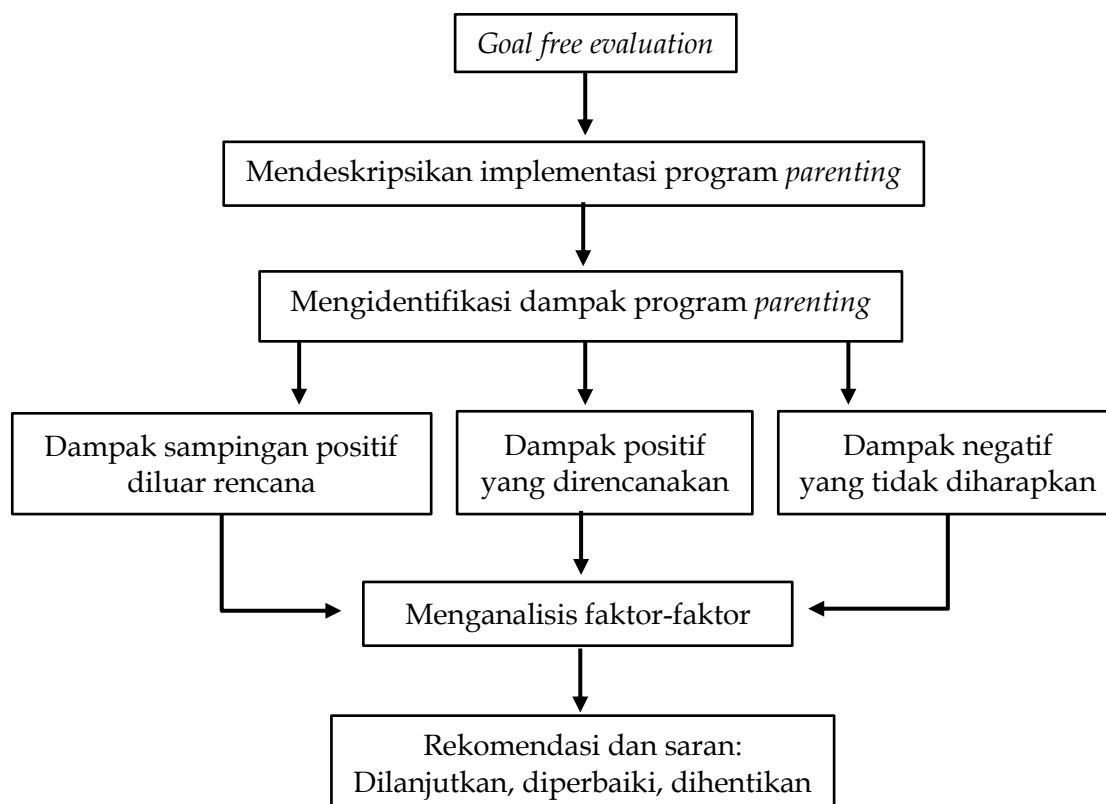 Goal free evaluation
Mendeskripsikan implementasi program parenting
Mengidentifikasi dampak program parenting
Dampak sampingan positif
diluar rencana
Dampak positif
yang direncanakan
Dampak negatif
yang tidak diharapkan
Menganalisis faktor-faktor
Rekomendasi dan saran:
Dilanjutkan, diperbaiki, dihentikan